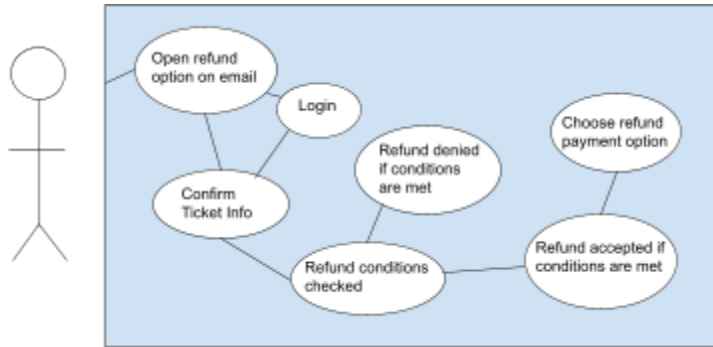 Open refund
option on email
Login
Confirm
Ticket Info
Refund denied
if conditions
are met
Refund conditions
checked
Choose refund
payment option
Refund accepted if
conditions are met